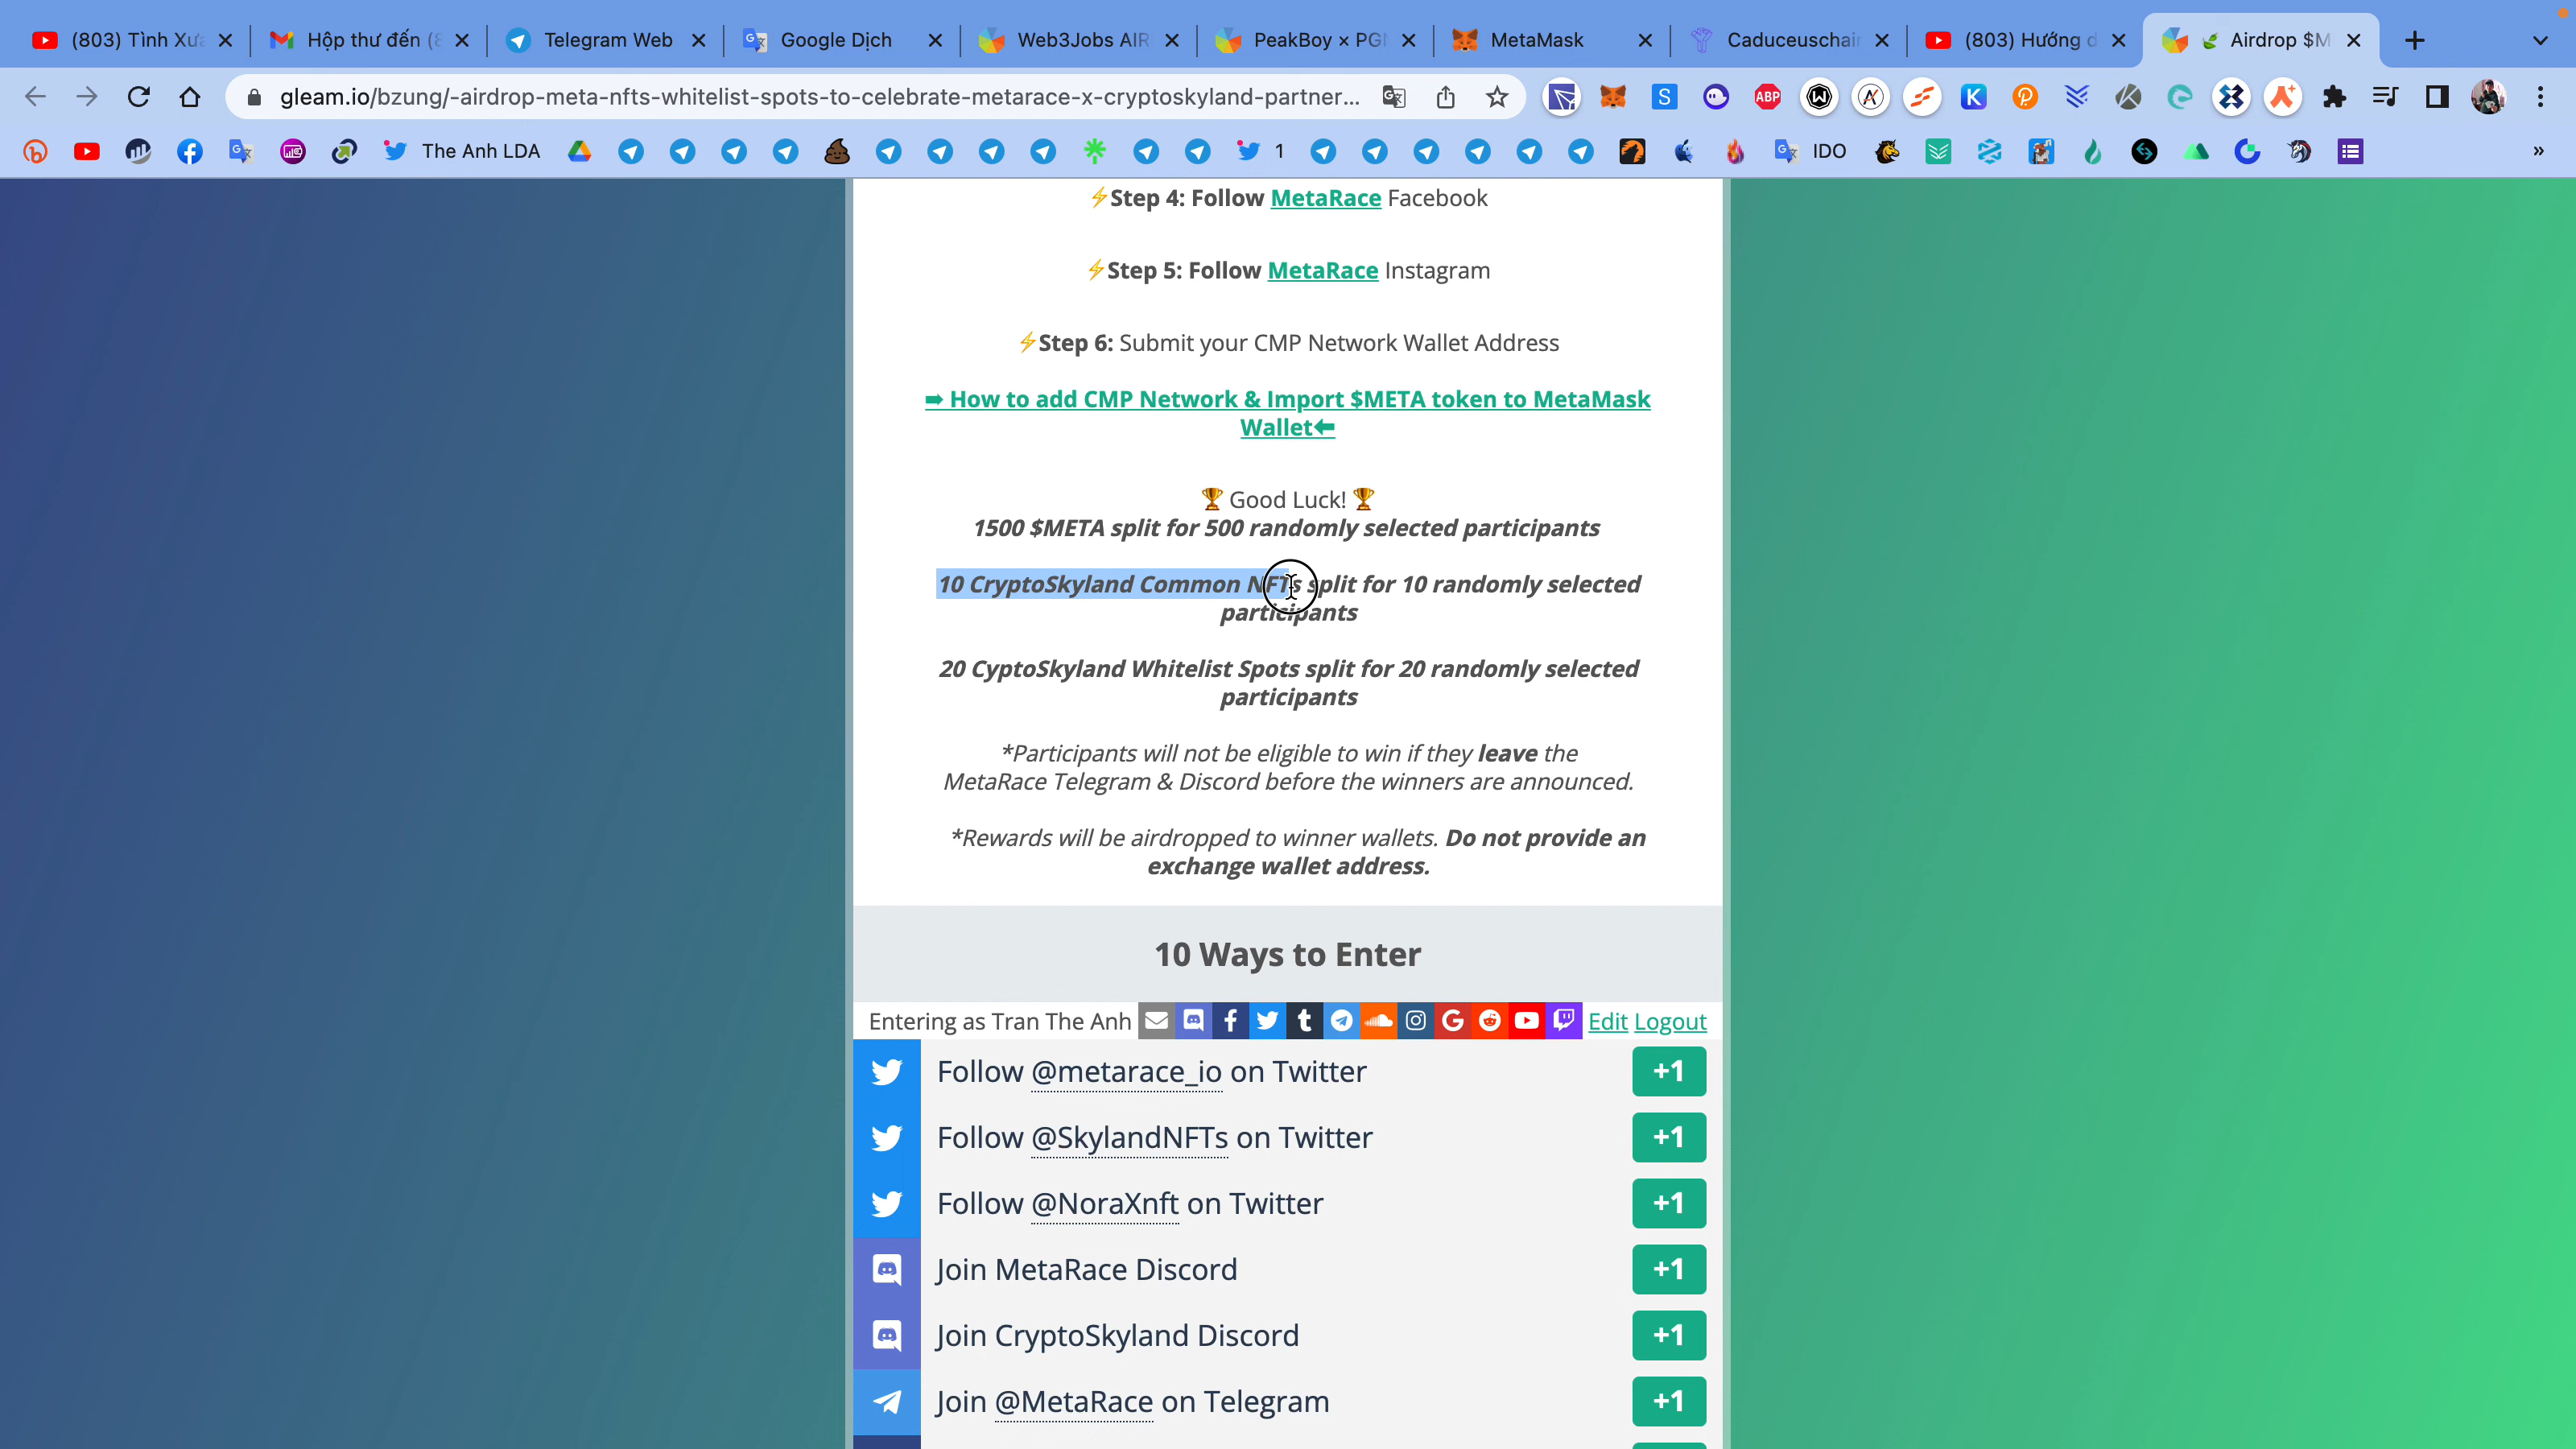 (803) Tình Xưa
Hộp thư đến (8
Telegram Web
Google Dịch
Web3Jobs AIR
PeakBoy × PGN
MetaMask
Caduceuschain
(803) Hướng d
Airdrop $M
gleam.io/bzung/-airdrop-meta-nfts-whitelist-spots-to-celebrate-metarace-x-cryptoskyland-partner...
ABP
The Anh LDA
1
IDO
»
⚡Step 4: Follow MetaRace Facebook
⚡Step 5: Follow MetaRace Instagram
⚡Step 6: Submit your CMP Network Wallet Address
➡ How to add CMP Network & Import $META token to MetaMask
Wallet⬅
🏆 Good Luck! 🏆
1500 $META split for 500 randomly selected participants
10 CryptoSkyland Common NFTs split for 10 randomly selected
participants
20 CyptoSkyland Whitelist Spots split for 20 randomly selected
participants
*Participants will not be eligible to win if they leave the
MetaRace Telegram & Discord before the winners are announced.
*Rewards will be airdropped to winner wallets. Do not provide an
exchange wallet address.
10 Ways to Enter
Entering as Tran The Anh
Edit Logout
Follow @metarace_io on Twitter +1
Follow @SkylandNFTs on Twitter +1
Follow @NoraXnft on Twitter +1
Join MetaRace Discord +1
Join CryptoSkyland Discord +1
Join @MetaRace on Telegram +1